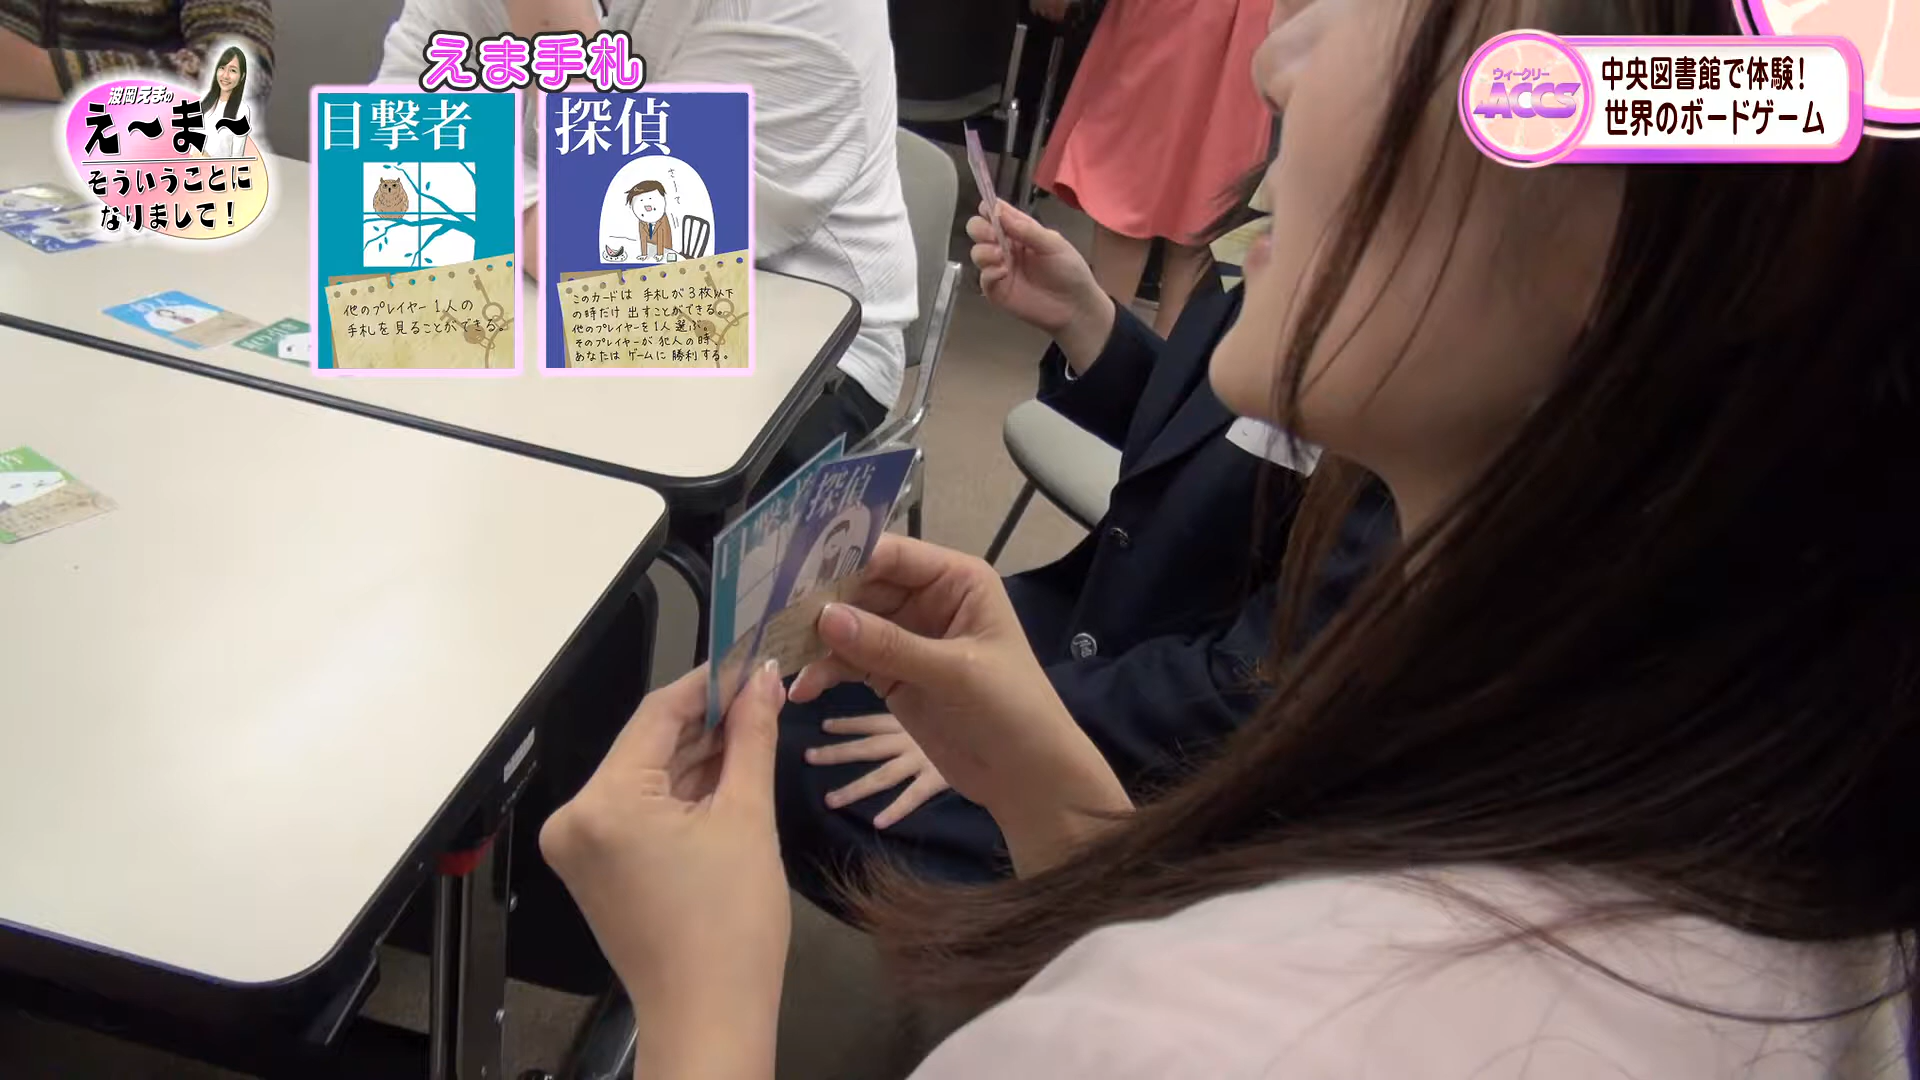 波岡えまの
え〜ま〜
そういうことに
なりまして!
えま手札
目撃者
他のプレイヤー1人の
手札を見ることができる。
探偵
さーて
このカードは 手札が3枚以下
の時だけ 出すことができる。
他のプレイヤーを1人選ぶ。
そのプレイヤーが 犯人の時
あなたは ゲームに勝利する。
ウィークリー
ACCS
中央図書館で体験!
世界のボードゲーム
目撃者
探偵